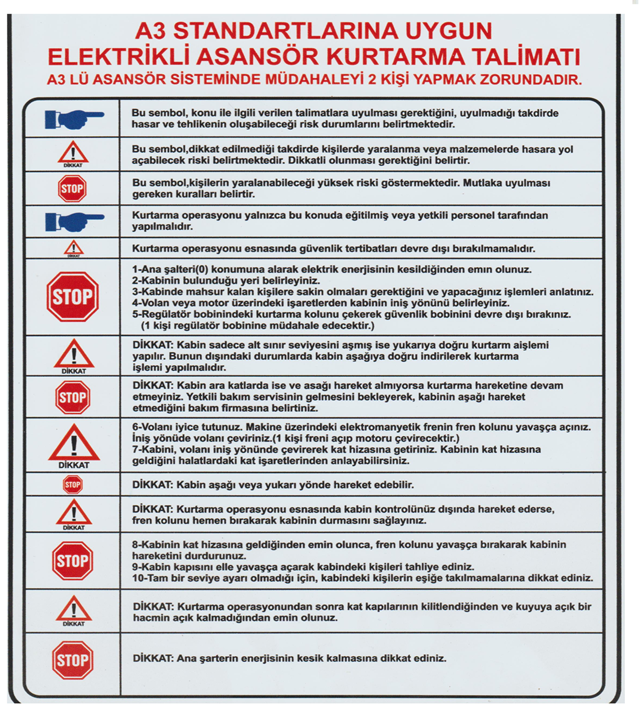 A3 STANDARTLARINA UYGUN
ELEKTRİKLİ ASANSÖR KURTARMA TALİMATI
A3 LÜ ASANSÖR SİSTEMİNDE MÜDAHALEYİ 2 KİŞİ YAPMAK ZORUNDADIR.
Bu sembol, konu ile ilgili verilen talimatlara uyulması gerektiğini, uyulmadığı takdirde
hasar ve tehlikenin oluşabileceği risk durumlarını belirtmektedir.
DİKKAT
Bu sembol,dikkat edilmediği takdirde kişilerde yaralanma veya malzemelerde hasara yol
açabilecek riski belirtmektedir. Dikkatli olunması gerektiğini belirtir.
STOP
Bu sembol,kişilerin yaralanabileceği yüksek riski göstermektedir. Mutlaka uyulması
gereken kuralları belirtir.
Kurtarma operasyonu yalnızca bu konuda eğitilmiş veya yetkili personel tarafından
yapılmalıdır.
DİKKAT
Kurtarma operasyonu esnasında güvenlik tertibatları devre dışı bırakılmamalıdır.
STOP
1-Ana şalteri(0) konumuna alarak elektrik enerjisinin kesildiğinden emın olunuz.
2-Kabinin bulunduğu yeri belirleyiniz.
3-Kabinde mahsur kalan kişilere sakin olmaları gerektiğini ve yapacağınız işlemleri anlatınız.
4-Volan veya motor üzerindeki işaretlerden kabinin iniş yönünü belirleyiniz.
5-Regülatör bobinindeki kurtarma kolunu çekerek güvenlik bobinini devre dışı bırakınız.
(1 kişi regülatör bobinine müdahale edecektir.)
DİKKAT
DİKKAT: Kabin sadece alt sınır seviyesini aşmış ise yukarıya doğru kurtarm aişlemi
yapılır. Bunun dışındaki durumlarda kabin aşağıya doğru indirilerek kurtarma
işlemi yapılmalıdır.
STOP
DİKKAT: Kabin ara katlarda ise ve asağı hareket almıyorsa kurtarma hareketine devam
etmeyiniz. Yetkili bakım servisinin gelmesini bekleyerek, kabinin aşağı hareket
etmediğini bakım firmasına belirtiniz.
DİKKAT
6-Volanı iyice tutunuz. Makine üzerindeki elektromanyetik frenin fren kolunu yavaşça açınız.
İniş yönüde volanı çeviriniz.(1 kişi freni açıp motoru çevirecektir.)
7-Kabini, volanı iniş yönünde çevirerek kat hizasına getiriniz. Kabinin kat hizasına
geldiğini halatlardaki kat işaretlerinden anlayabilirsiniz.
STOP
DİKKAT: Kabin aşağı veya yukarı yönde hareket edebilir.
DİKKAT
DİKKAT: Kurtarma operasyonu esnasında kabin kontrolünüz dışında hareket ederse,
fren kolunu hemen bırakarak kabinin durmasını sağlayınız.
STOP
8-Kabinin kat hizasına geldiğinden emin olunca, fren kolunu yavaşça bırakarak kabinin
hareketini durdurunuz.
9-Kabin kapısını elle yavaşça açarak kabindeki kişileri tahliye ediniz.
10-Tam bir seviye ayarı olmadığı için, kabindeki kişilerin eşiğe takılmamalarına dikkat ediniz.
DİKKAT
DİKKAT: Kurtarma operasyonundan sonra kat kapılarının kilitlendiğinden ve kuyuya açık bir
hacmin açık kalmadığından emin olunuz.
STOP
DİKKAT: Ana şarterin enerjisinin kesik kalmasına dikkat ediniz.